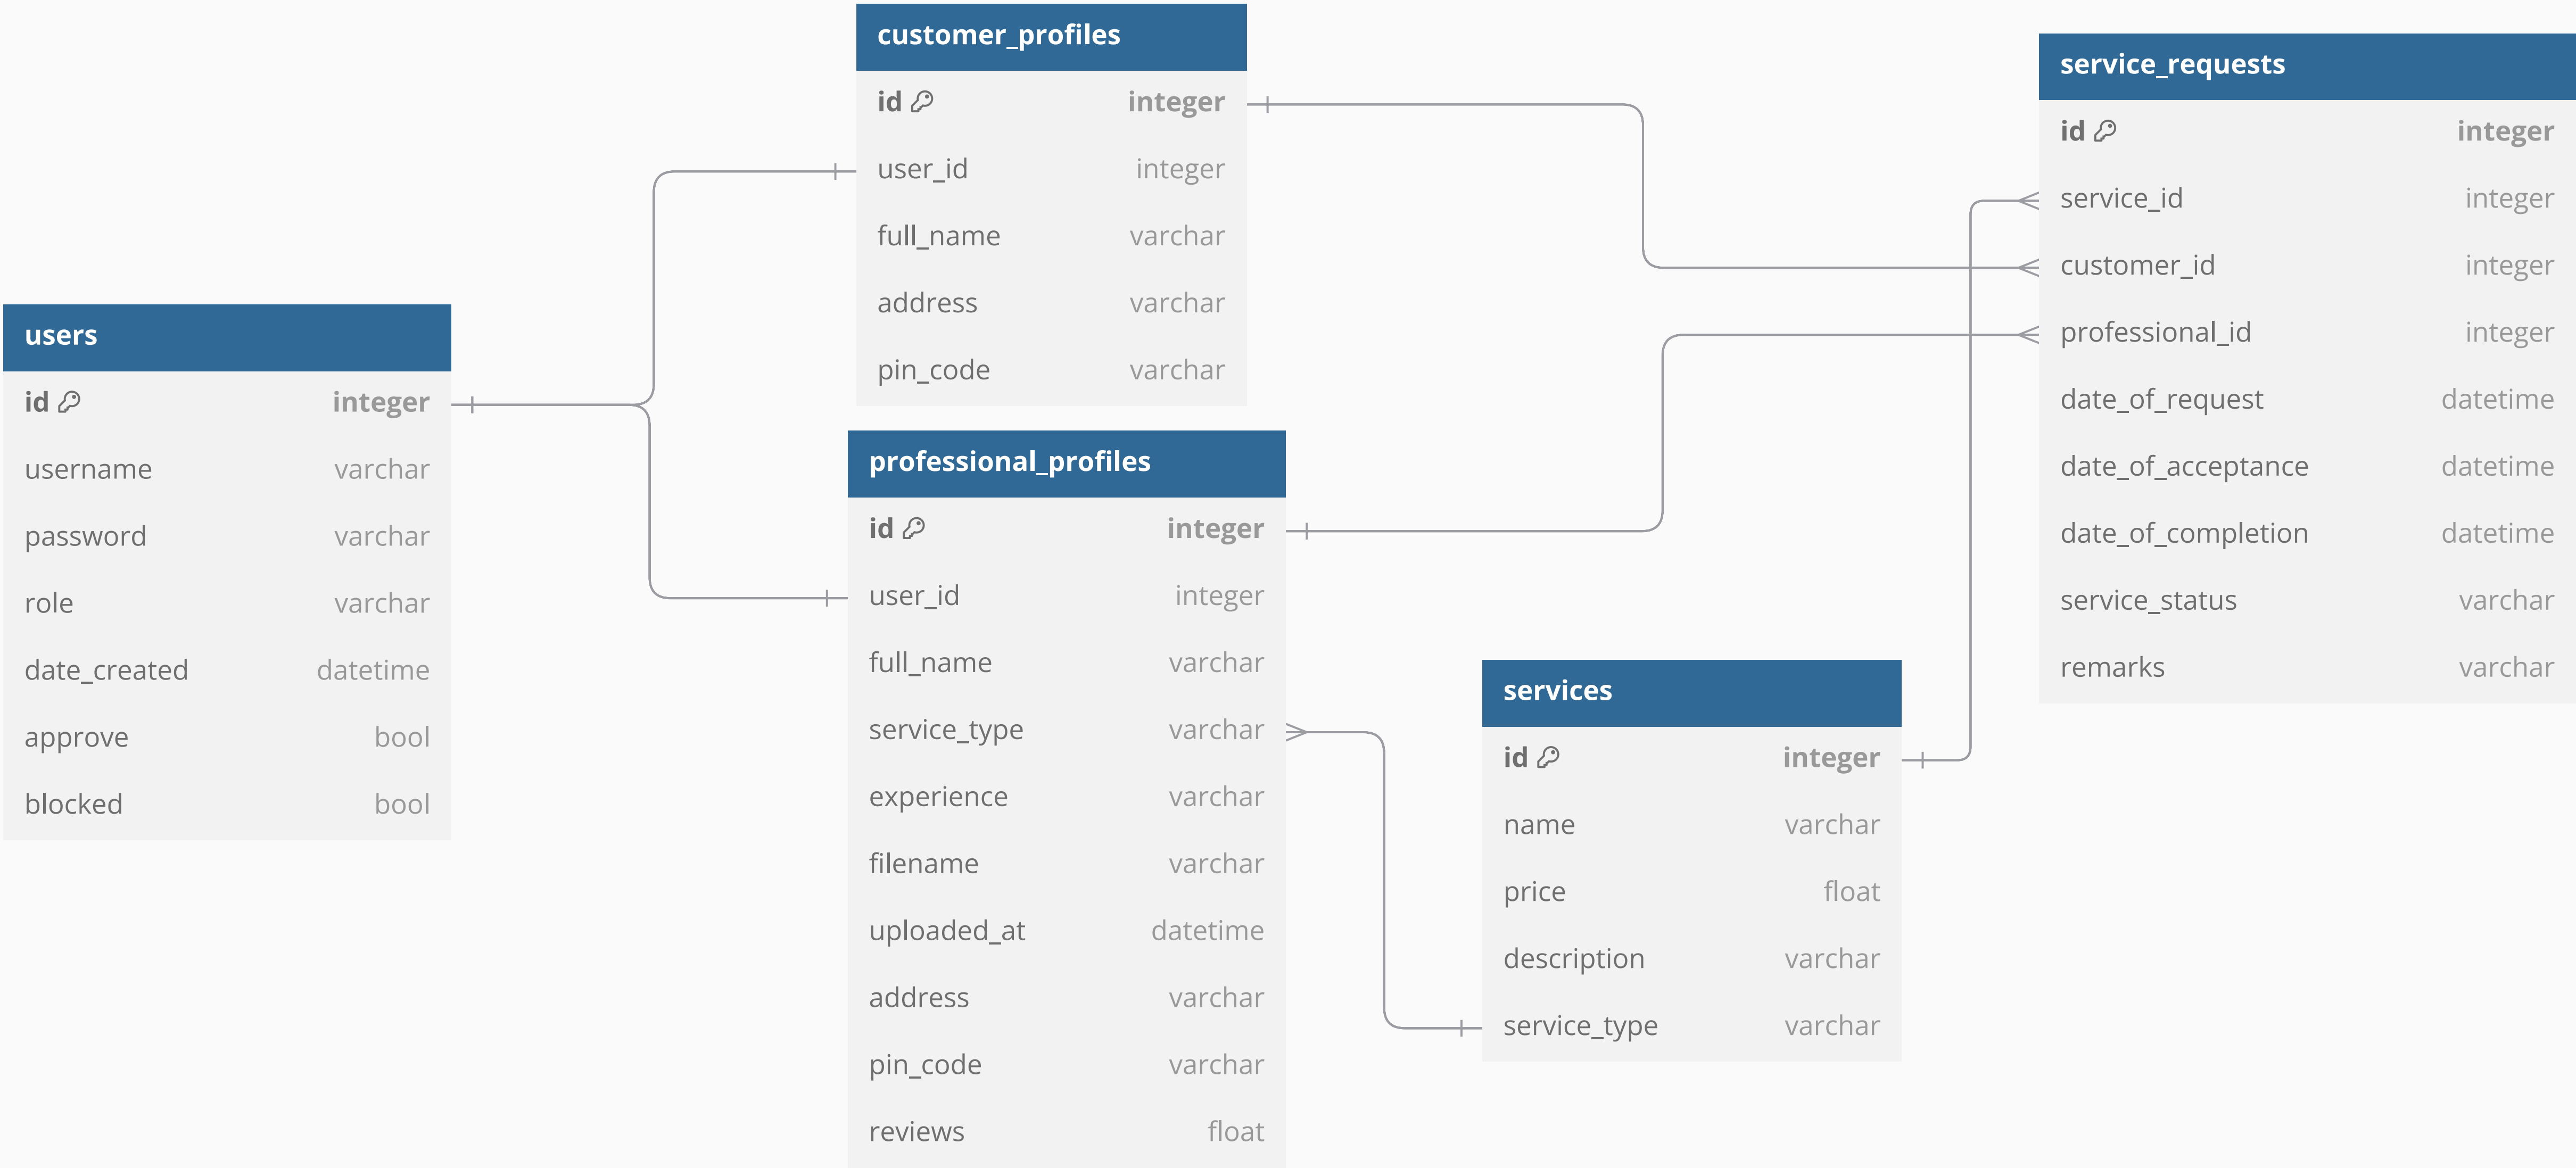 customer_profiles
id integer
user_id integer
full_name varchar
address varchar
pin_code varchar
service_requests
id integer
service_id integer
customer_id integer
professional_id integer
date_of_request datetime
date_of_acceptance datetime
date_of_completion datetime
service_status varchar
remarks varchar
users
id integer
username varchar
password varchar
role varchar
date_created datetime
approve bool
blocked bool
professional_profiles
id integer
user_id integer
full_name varchar
service_type varchar
experience varchar
filename varchar
uploaded_at datetime
address varchar
pin_code varchar
reviews float
services
id integer
name varchar
price float
description varchar
service_type varchar